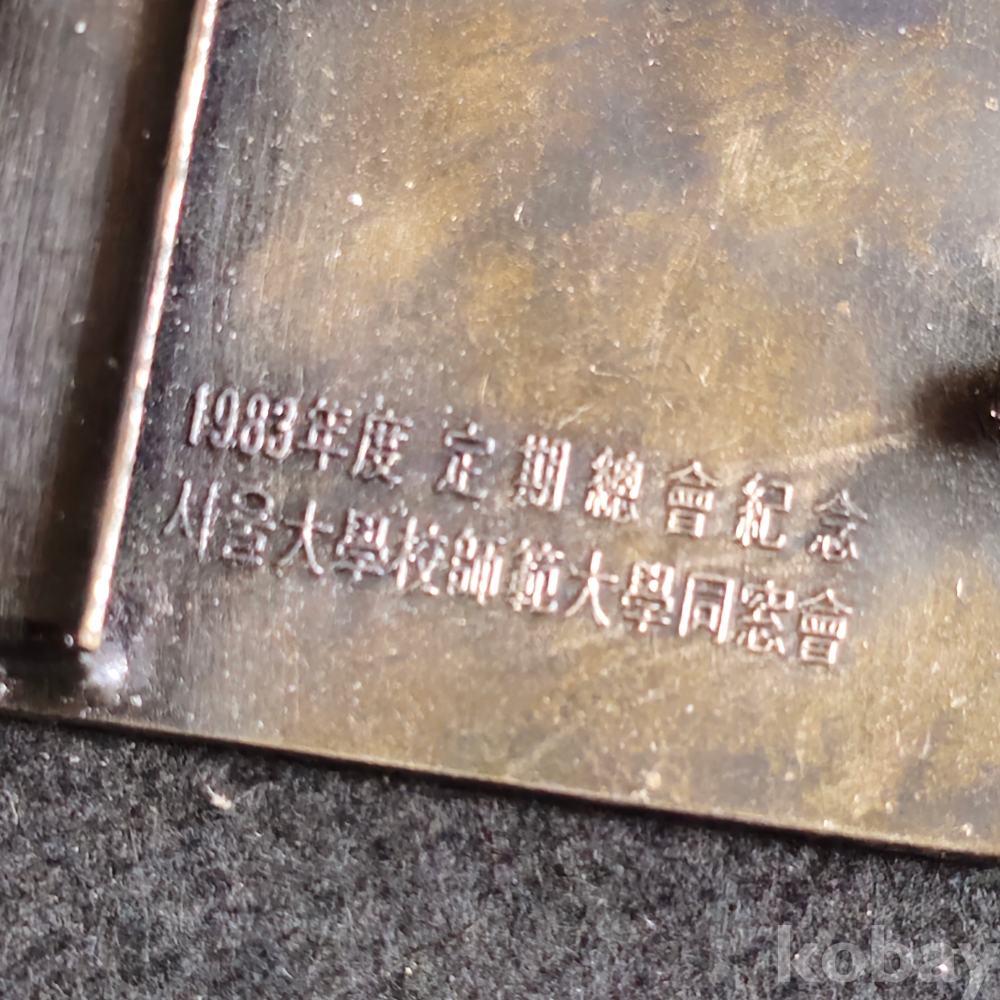 1983年度 定期總會紀念
서울大學校師範大學同窓會
kobay